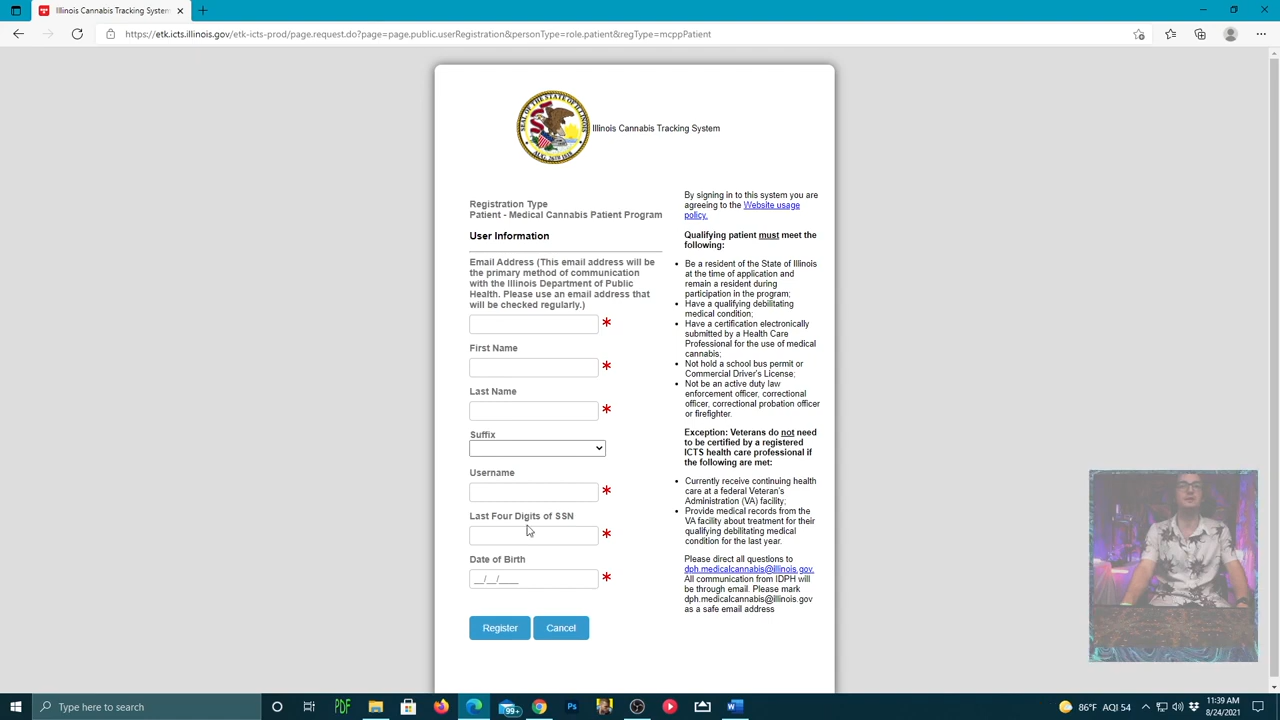 Illinois Cannabis Tracking System
https://etk.icts.illinois.gov/etk-icts-prod/page.request.do?page=page.public.userRegistration&personType=role.patient&regType=mcppPatient
Illinois Cannabis Tracking System
Registration Type
Patient - Medical Cannabis Patient Program
User Information
Email Address (This email address will be
the primary method of communication
with the Illinois Department of Public
Health. Please use an email address that
will be checked regularly.)
*
First Name
*
Last Name
*
Suffix
Username
*
Last Four Digits of SSN
*
Date of Birth
__/__/____
*
Register
Cancel
By signing in to this system you are
agreeing to the Website usage
policy.
Qualifying patient must meet the
following:
• Be a resident of the State of Illinois
at the time of application and
remain a resident during
participation in the program;
• Have a qualifying debilitating
medical condition;
• Have a certification electronically
submitted by a Health Care
Professional for the use of medical
cannabis;
• Not hold a school bus permit or
Commercial Driver's License;
• Not be an active duty law
enforcement officer, correctional
officer, correctional probation officer
or firefighter.
Exception: Veterans do not need
to be certified by a registered
ICTS health care professional if
the following are met:
• Currently receive continuing health
care at a federal Veteran's
Administration (VA) facility;
• Provide medical records from the
VA facility about treatment for their
qualifying debilitating medical
condition for the last year.
Please direct all questions to
dph.medicalcannabis@illinois.gov.
All communication from IDPH will
be through email. Please mark
dph.medicalcannabis@illinois.gov
as a safe email address
Type here to search
PDF
99+
Ps
86°F AQI 54
11:39 AM
8/24/2021